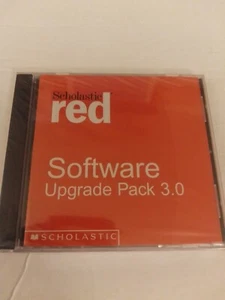 Scholastic
red
Software
Upgrade Pack 3.0
SCHOLASTIC